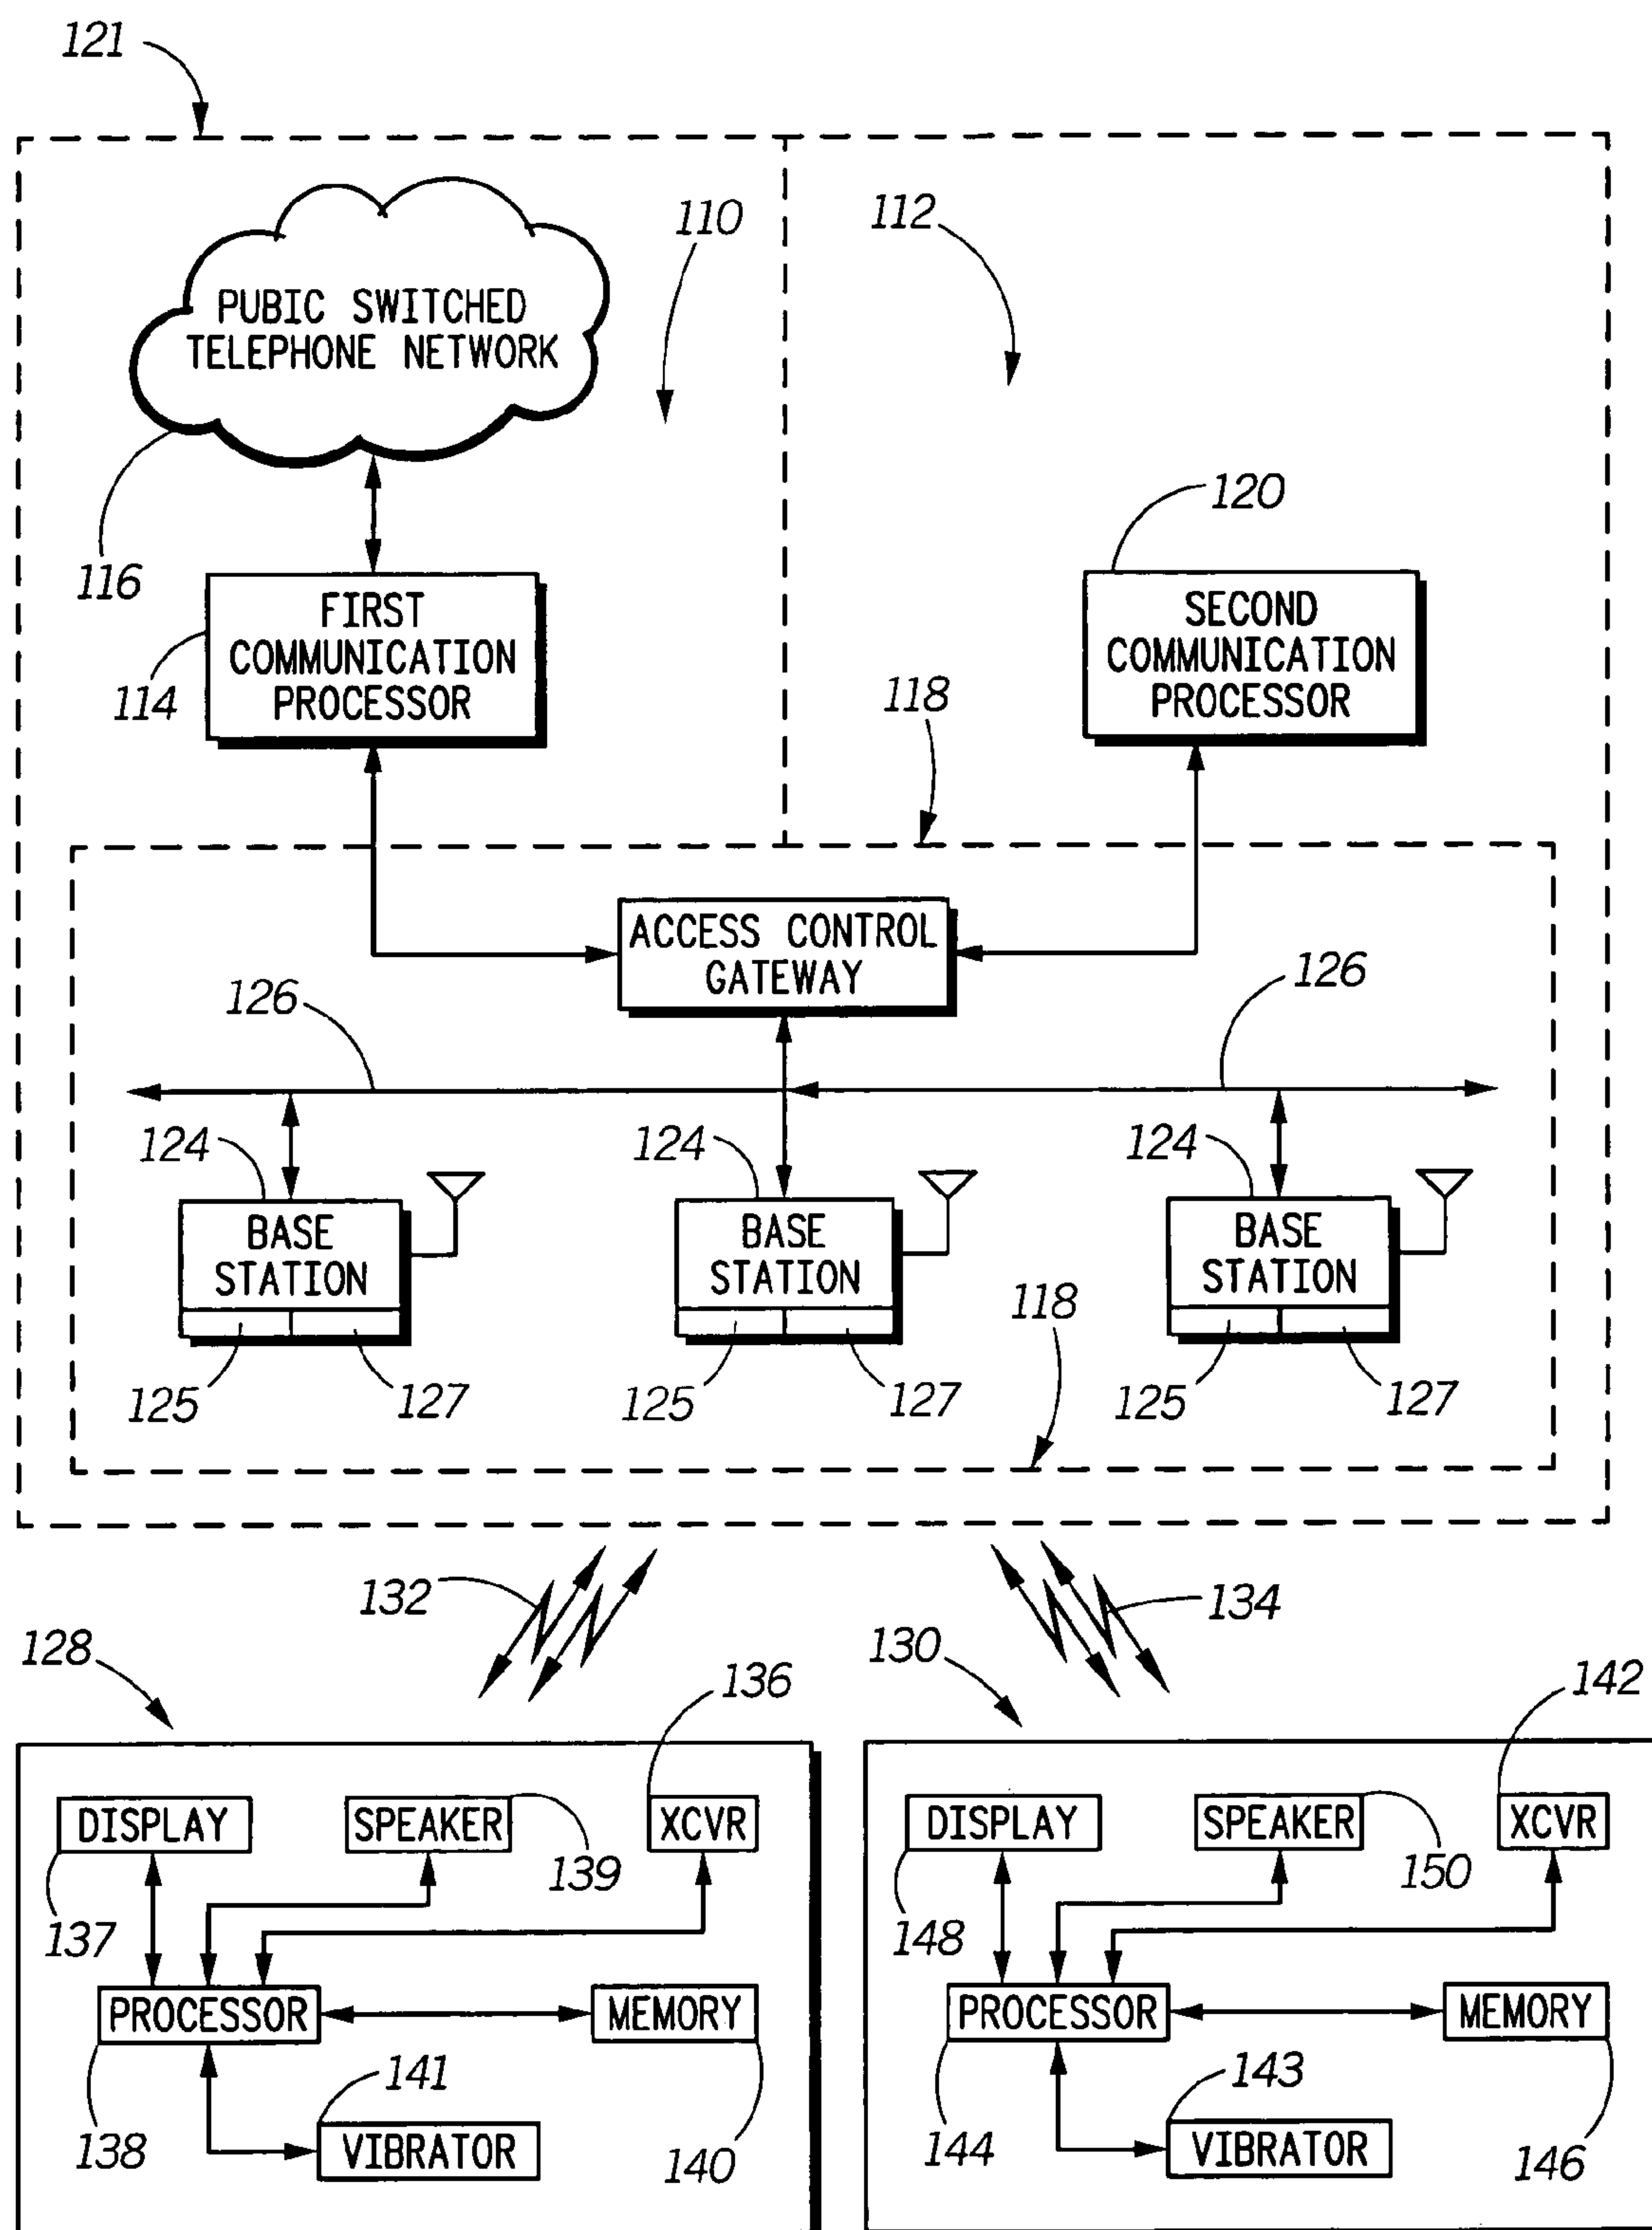 121
110
112
PUBIC SWITCHED
TELEPHONE NETWORK
116
120
FIRST
COMMUNICATION
PROCESSOR
114
SECOND
COMMUNICATION
PROCESSOR
118
ACCESS CONTROL
GATEWAY
126
126
124
124
124
BASE
STATION
BASE
STATION
BASE
STATION
118
125
127
125
127
125
127
132
134
128
130
136
142
DISPLAY
SPEAKER
XCVR
137
139
PROCESSOR
MEMORY
138
141
140
VIBRATOR
DISPLAY
SPEAKER
XCVR
148
150
PROCESSOR
MEMORY
144
143
146
VIBRATOR